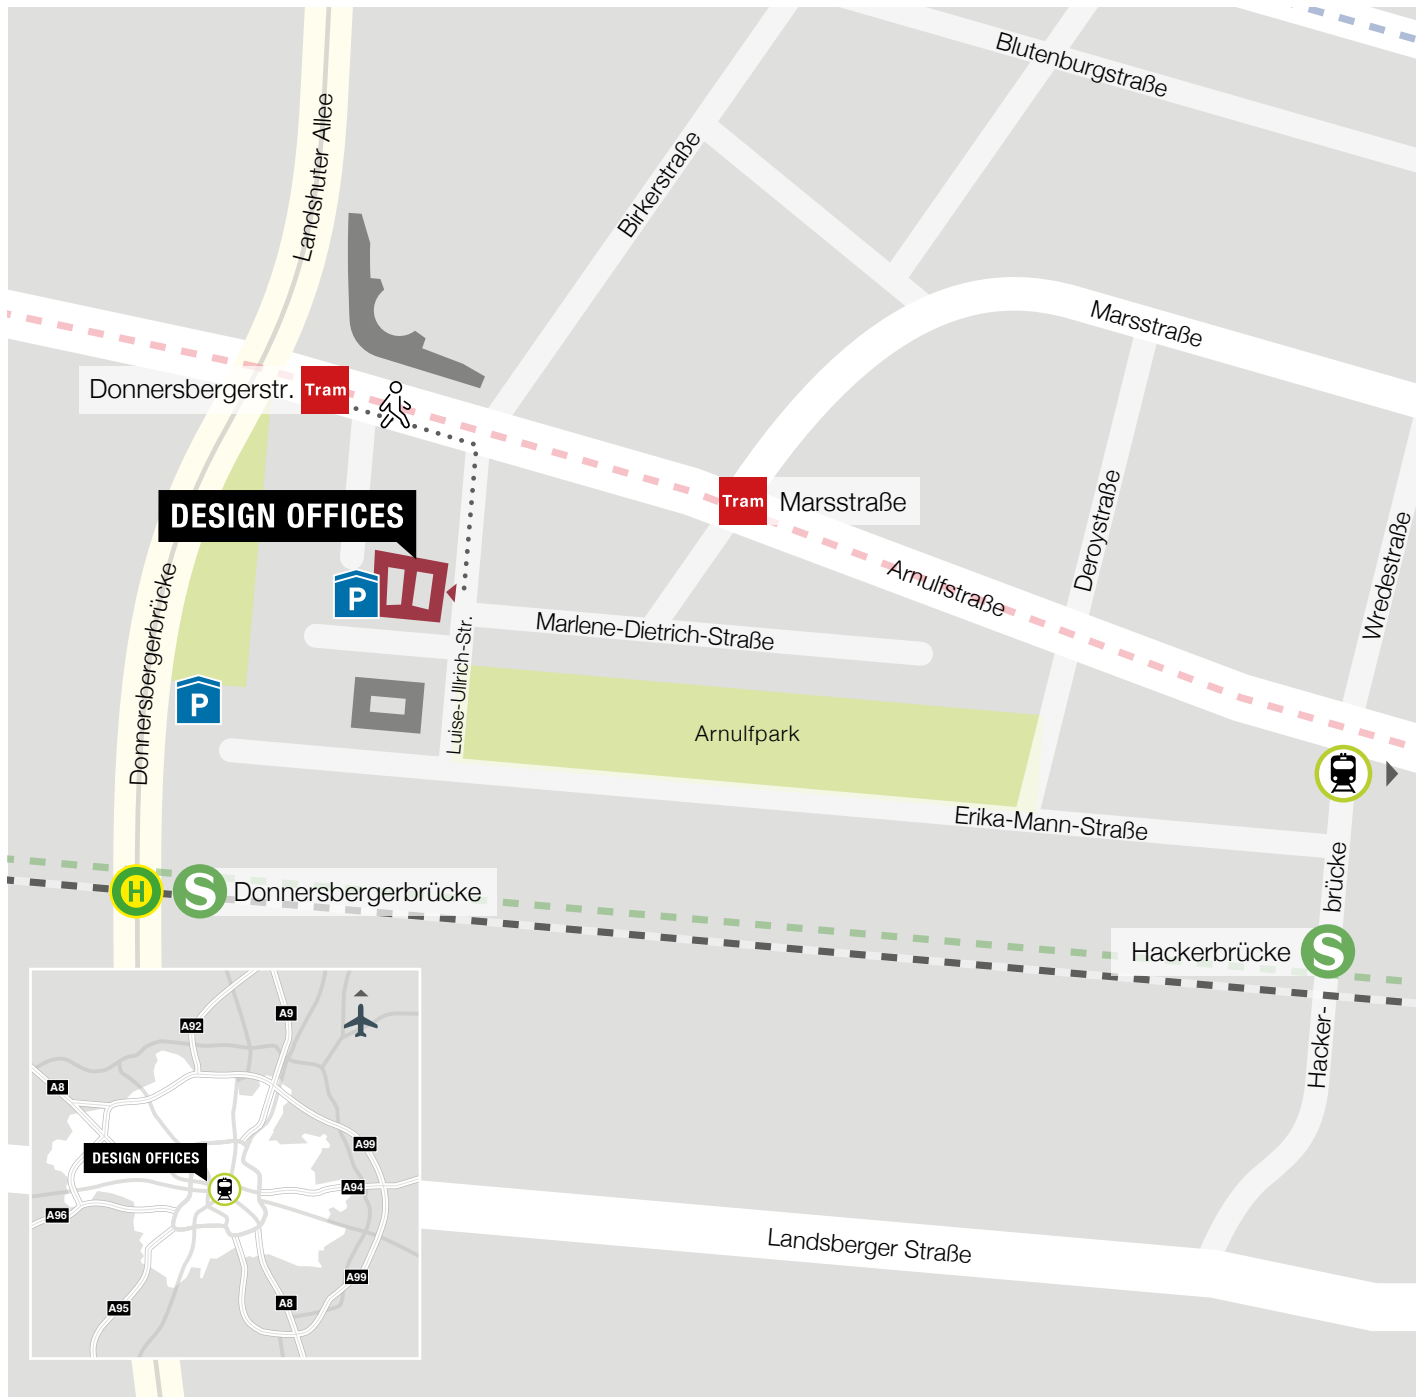 Blutenburgstraße
Landshuter Allee
Birkerstraße
Marsstraße
Donnersbergerstr.
Tram
DESIGN OFFICES
Tram
Marsstraße
Deroystraße
Wredestraße
Arnulfstraße
P
Marlene-Dietrich-Straße
Donnersbergerbrücke
Luise-Ullrich-Str.
P
Arnulfpark
Erika-Mann-Straße
H
S
Donnersbergerbrücke
Hackerbrücke
S
Hacker-
brücke
A92
A9
A8
A99
DESIGN OFFICES
A94
A96
A99
A95
A8
Landsberger Straße